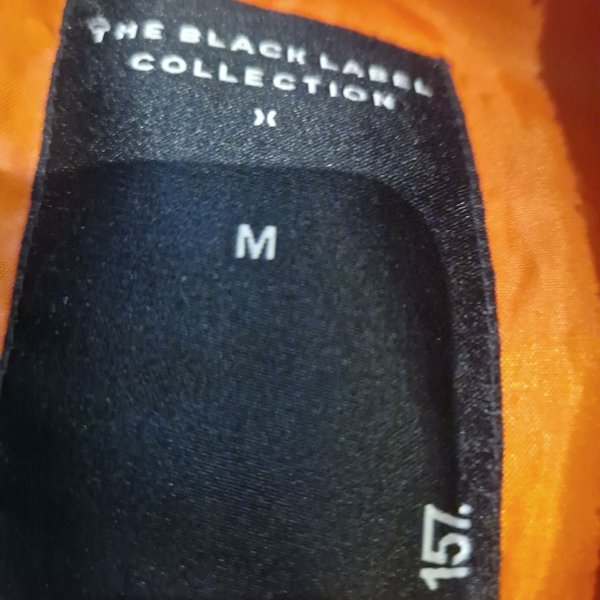 THE BLACK LABEL
COLLECTION
M
157.